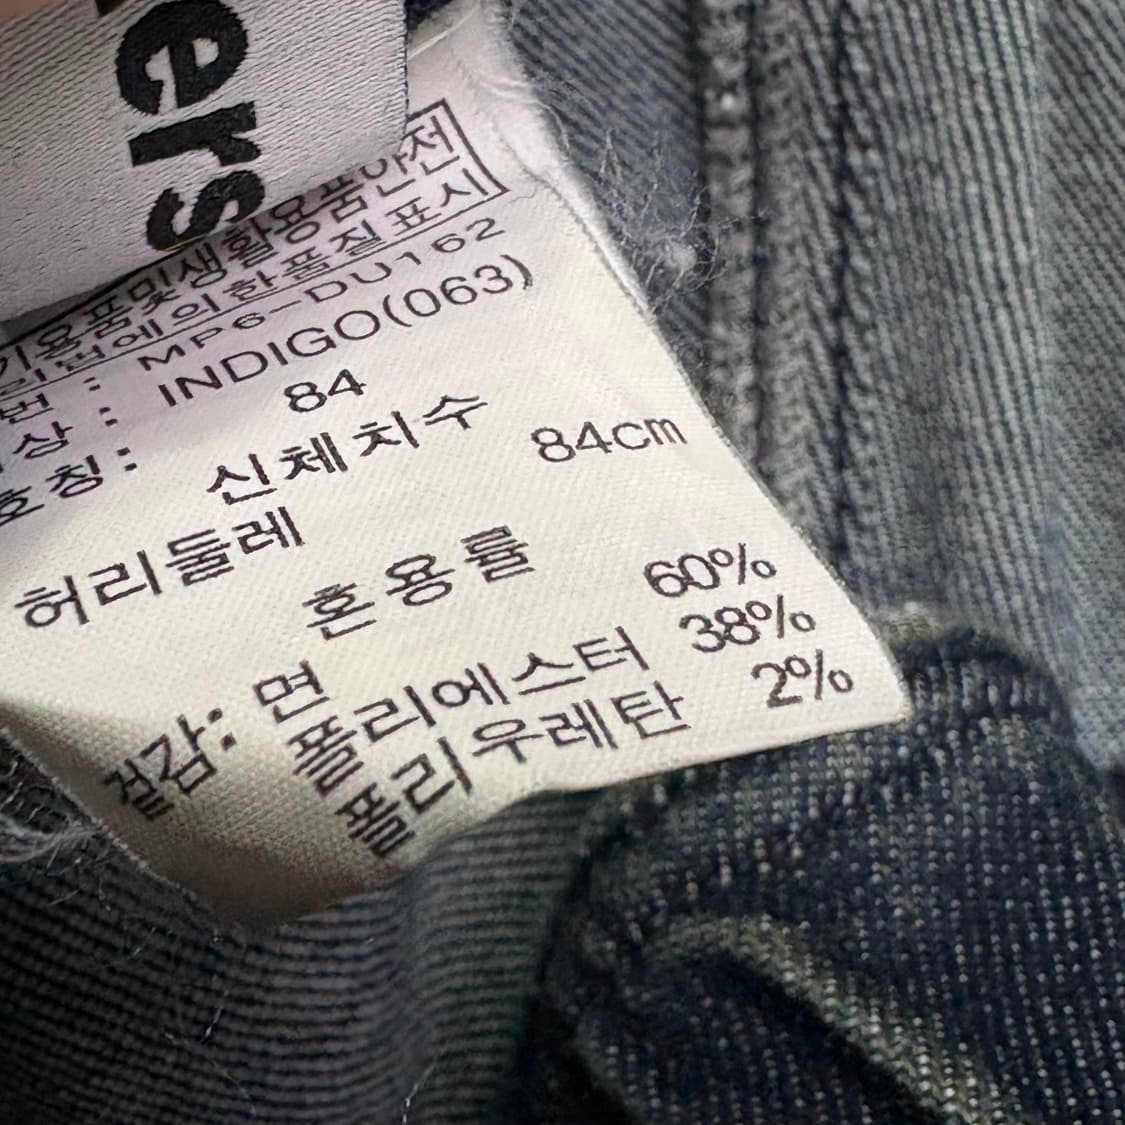 ers
기용품및생활용품안전
리법에의한품질표시
번 : MP6-DU162
상 : INDIGO(063)
호칭: 84
신체치수
허리둘레 84cm
혼용률
겉감: 면 60%
폴리에스터 38%
폴리우레탄 2%